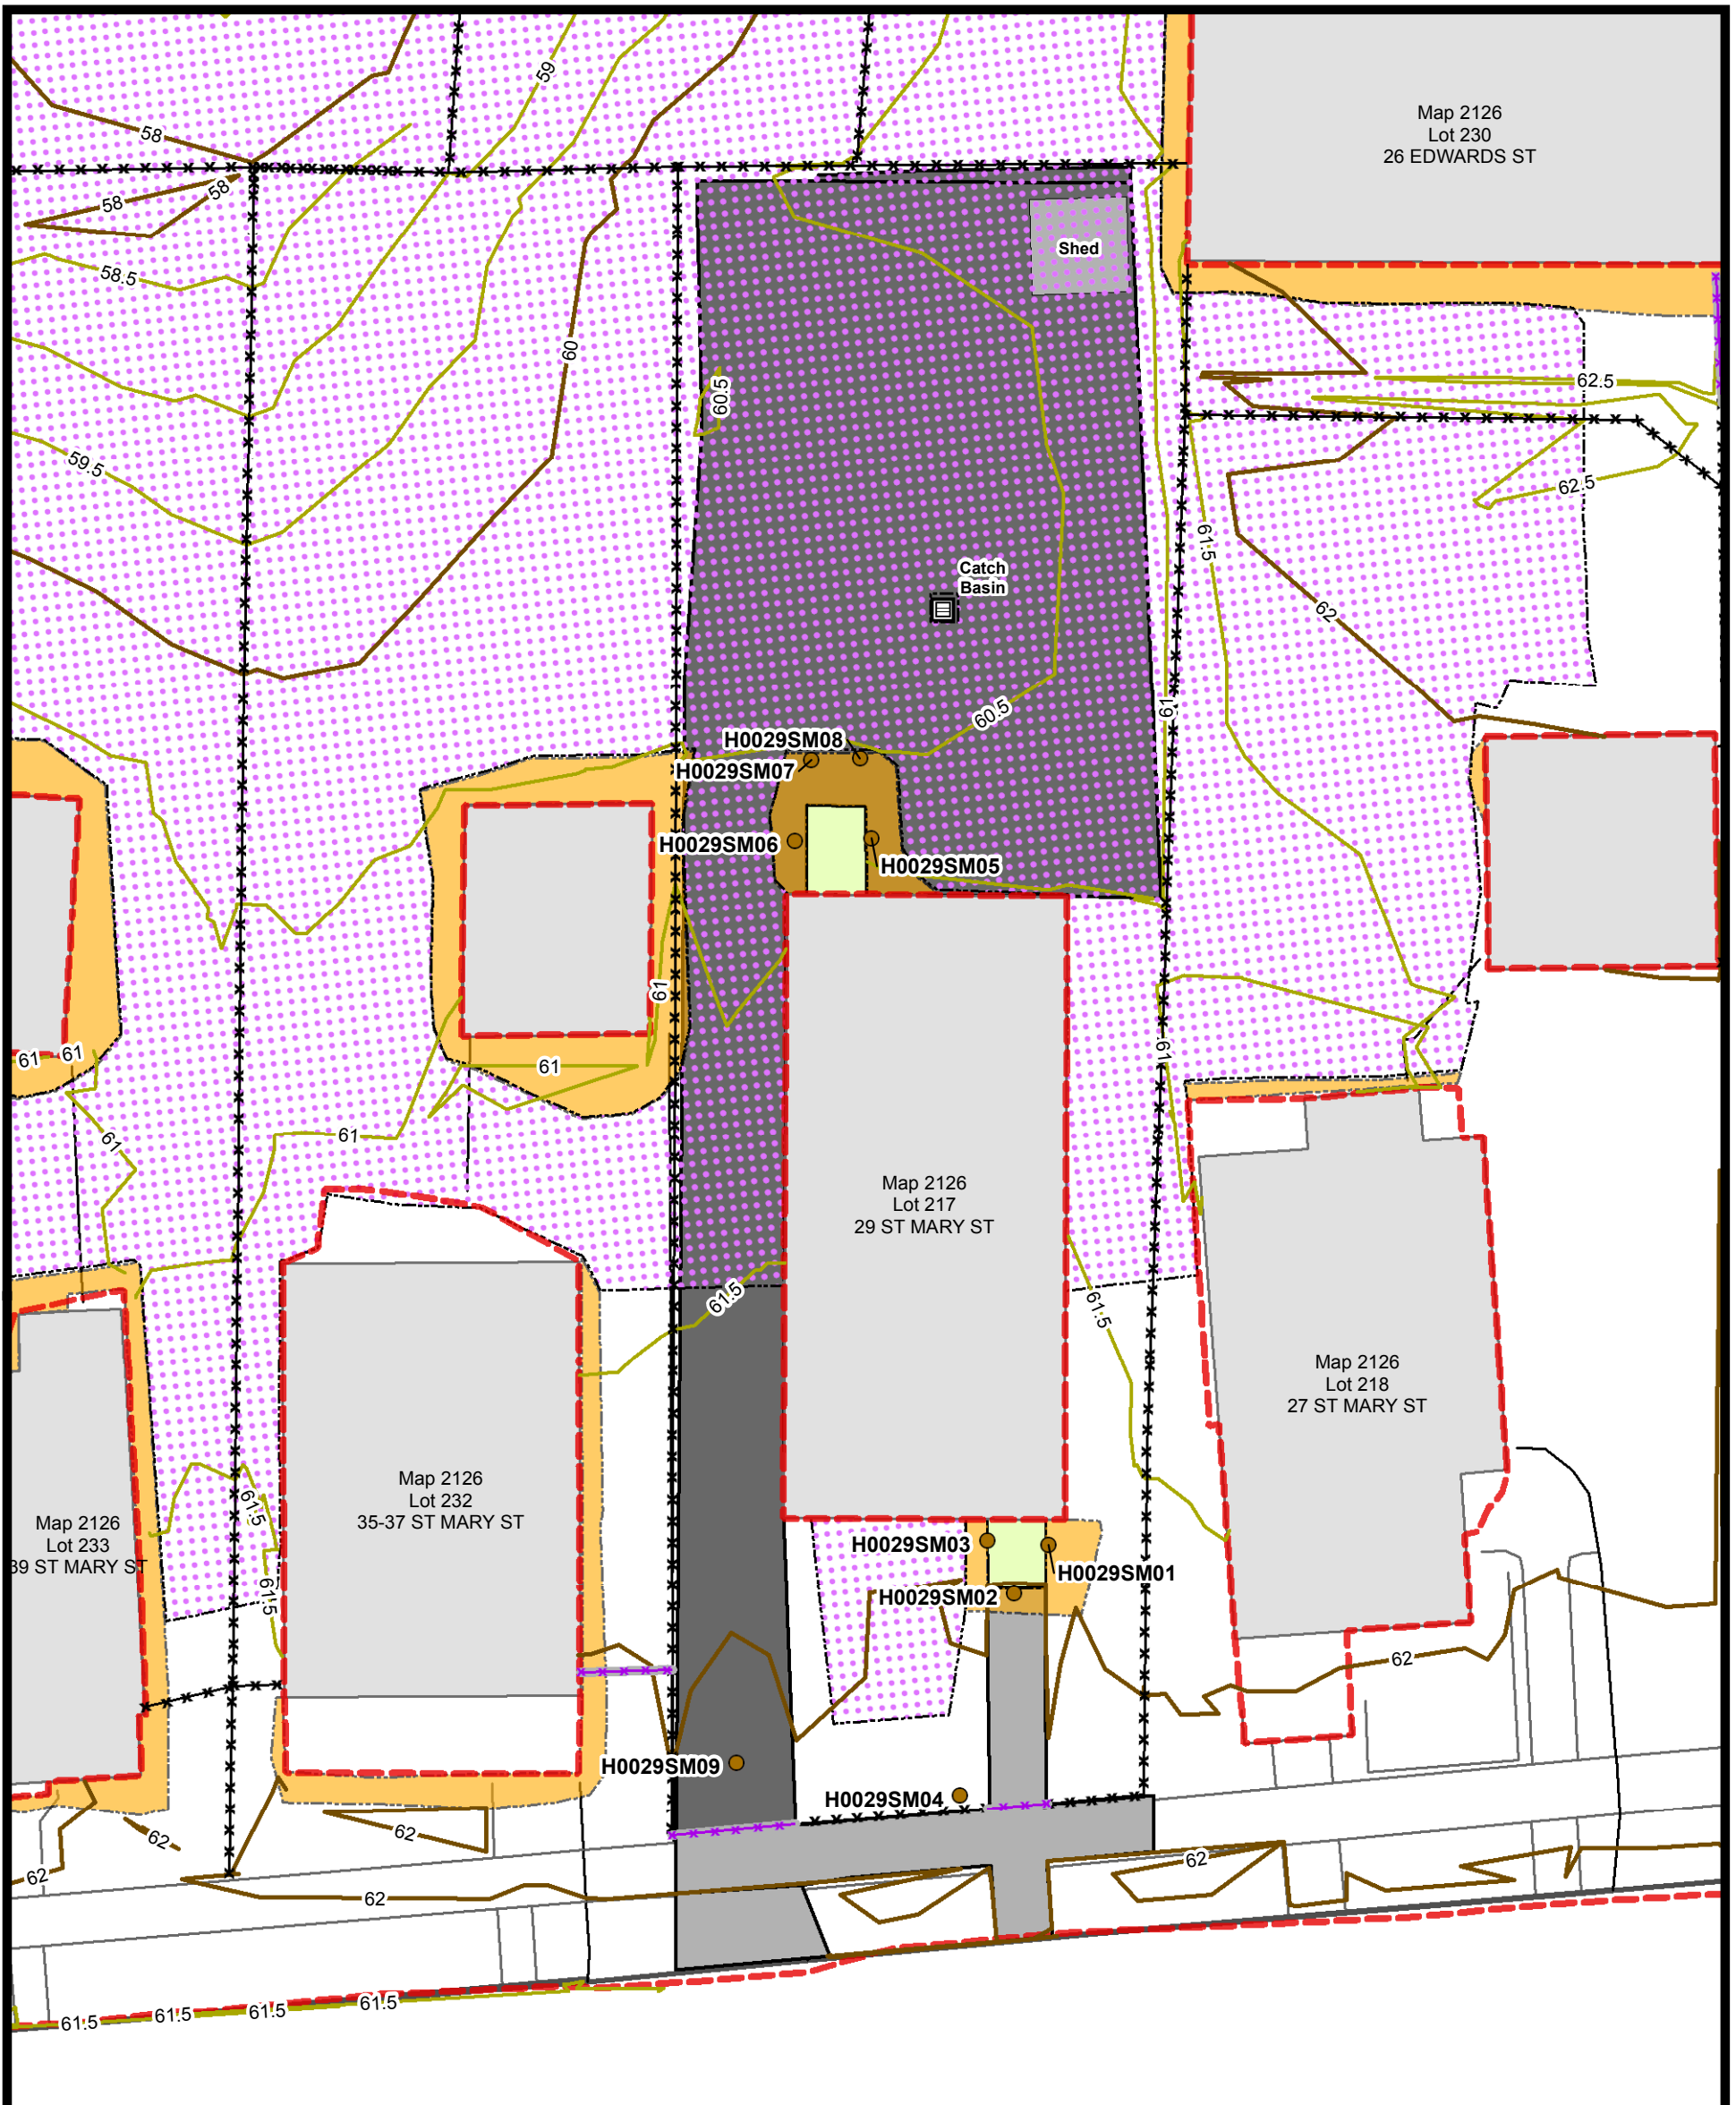 59
Map 2126
Lot 230
26 EDWARDS ST
58
58
58
Shed
58.5
60
62.5
60.5
59.5
62.5
61.5
Catch
Basin
62
61
60.5
H0029SM08
H0029SM07
H0029SM06
H0029SM05
61
61
61
61
61
61
61
Map 2126
Lot 217
29 ST MARY ST
61.5
61.5
Map 2126
Lot 218
27 ST MARY ST
Map 2126
Lot 232
35-37 ST MARY ST
61.5
Map 2126
Lot 233
39 ST MARY ST
61.5
H0029SM03
H0029SM01
H0029SM02
62
H0029SM09
H0029SM04
62
62
62
62
62
61.5
61.5
61.5
61.5